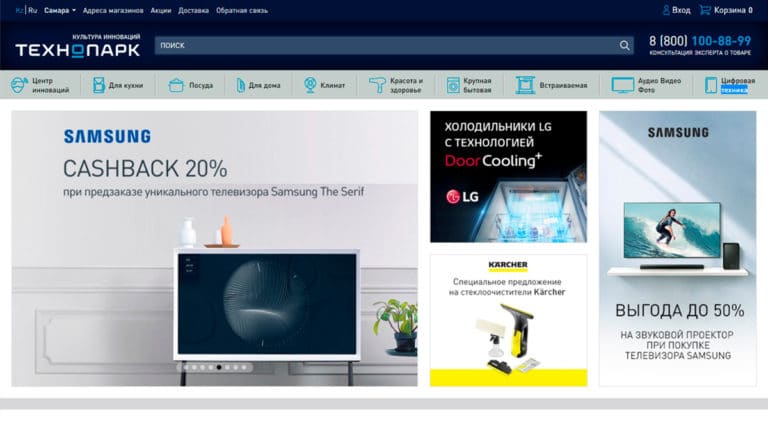 Kz | Ru Самара Адреса магазинов Акции Доставка Обратная связь Вход Корзина 0
КУЛЬТУРА ИННОВАЦИЙ
ТЕХНОПАРК
ПОИСК
8 (800) 100-88-99
КОНСУЛЬТАЦИЯ ЭКСПЕРТА О ТОВАРЕ
Центр инноваций
Для кухни
Посуда
Для дома
Климат
Красота и здоровье
Крупная бытовая
Встраиваемая
Аудио Видео Фото
Цифровая техника
SAMSUNG
CASHBACK 20%
при предзаказе уникального телевизора Samsung The Serif
ХОЛОДИЛЬНИКИ LG
С ТЕХНОЛОГИЕЙ
DoorCooling+
LG
KÄRCHER
Специальное предложение
на стеклоочистители Kärcher
SAMSUNG
ВЫГОДА ДО 50%
НА ЗВУКОВОЙ ПРОЕКТОР
ПРИ ПОКУПКЕ
ТЕЛЕВИЗОРА SAMSUNG